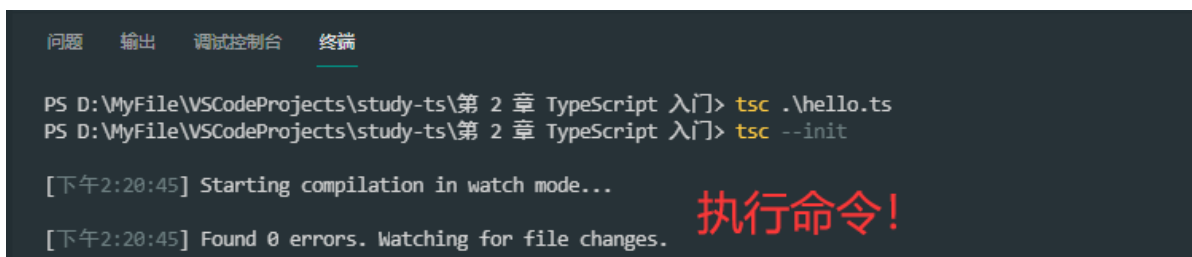 问题 输出 调试控制台 终端
PS D:\MyFile\VSCodeProjects\study-ts\第 2 章 TypeScript 入门> tsc .\hello.ts
PS D:\MyFile\VSCodeProjects\study-ts\第 2 章 TypeScript 入门> tsc --init
[下午2:20:45] Starting compilation in watch mode...
执行命令!
[下午2:20:45] Found 0 errors. Watching for file changes.